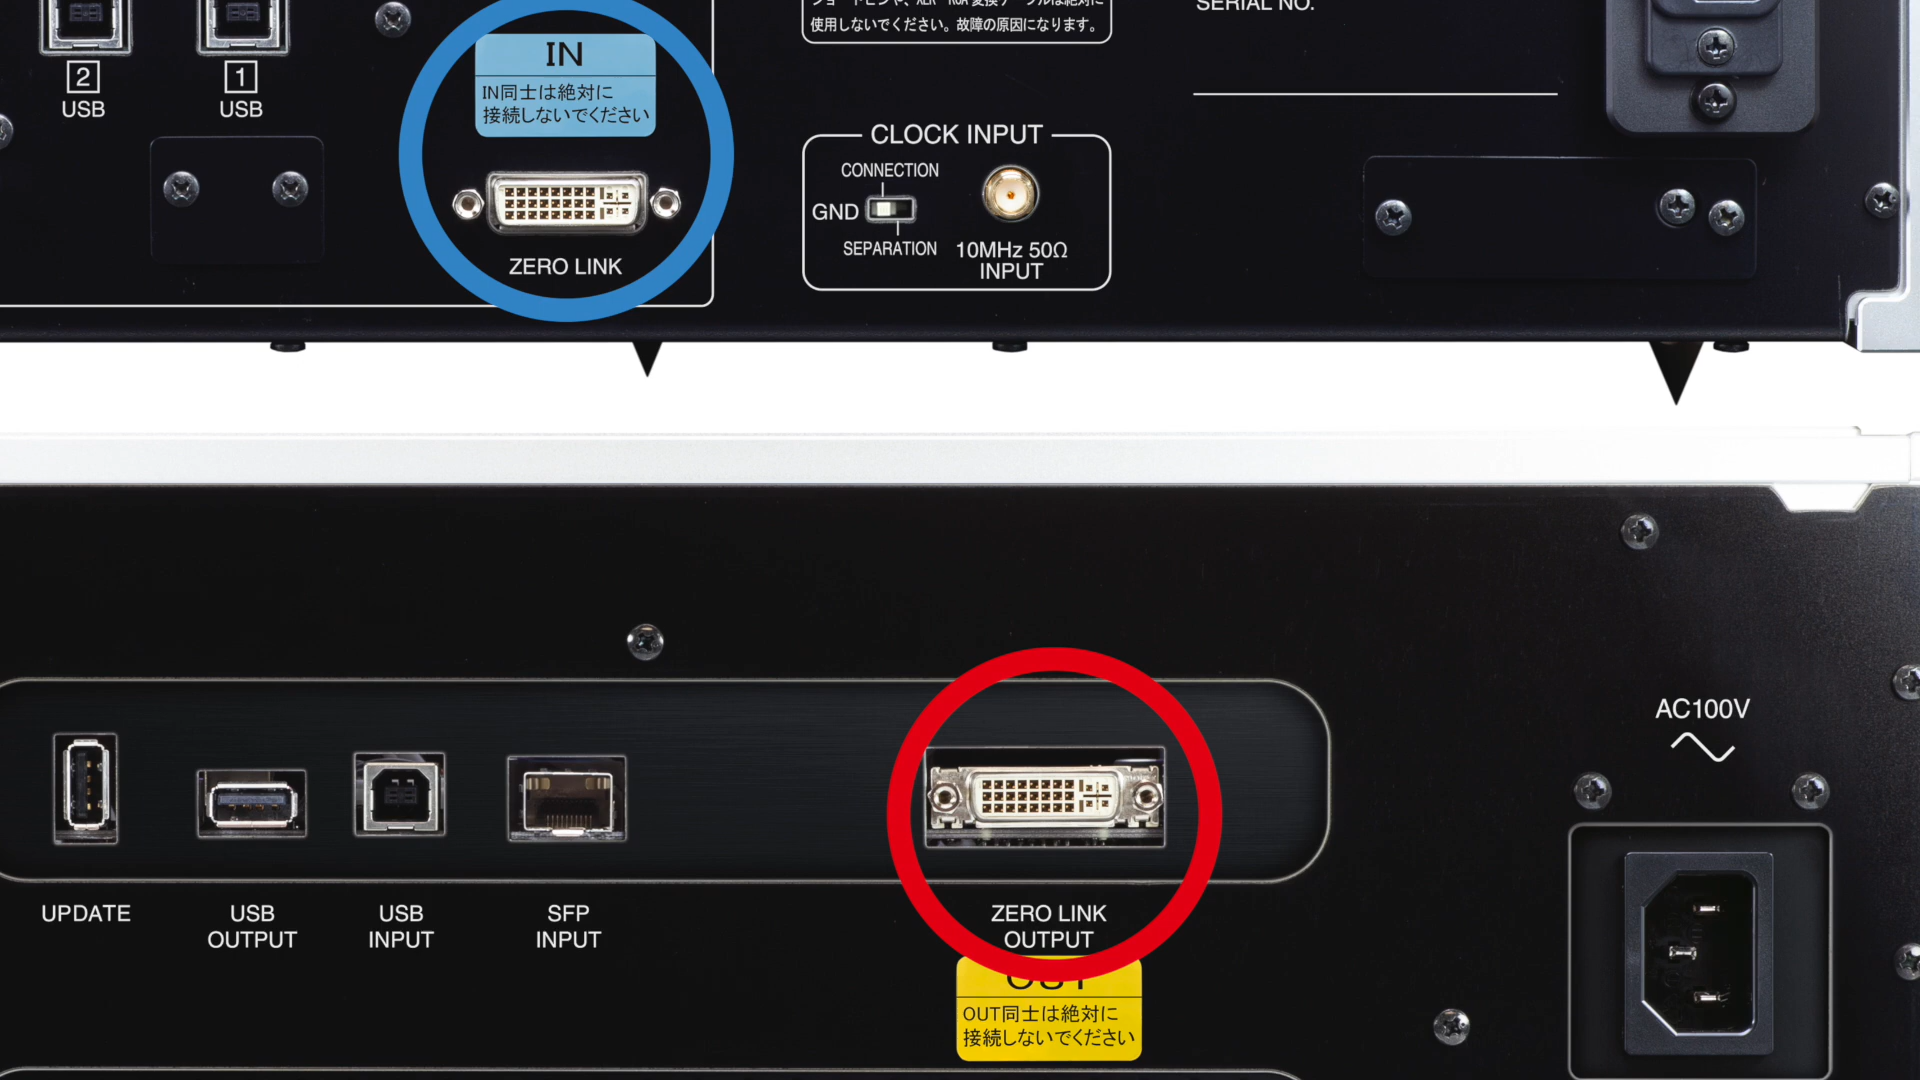 使用しないでください。故障の原因になります。
SERIAL NO.
2
USB
1
USB
IN
IN同士は絶対に
接続しないでください
ZERO LINK
CLOCK INPUT
CONNECTION
GND
SEPARATION
10MHz 50Ω
INPUT
AC100V
UPDATE
USB
OUTPUT
USB
INPUT
SFP
INPUT
ZERO LINK
OUTPUT
OUT
OUT同士は絶対に
接続しないでください